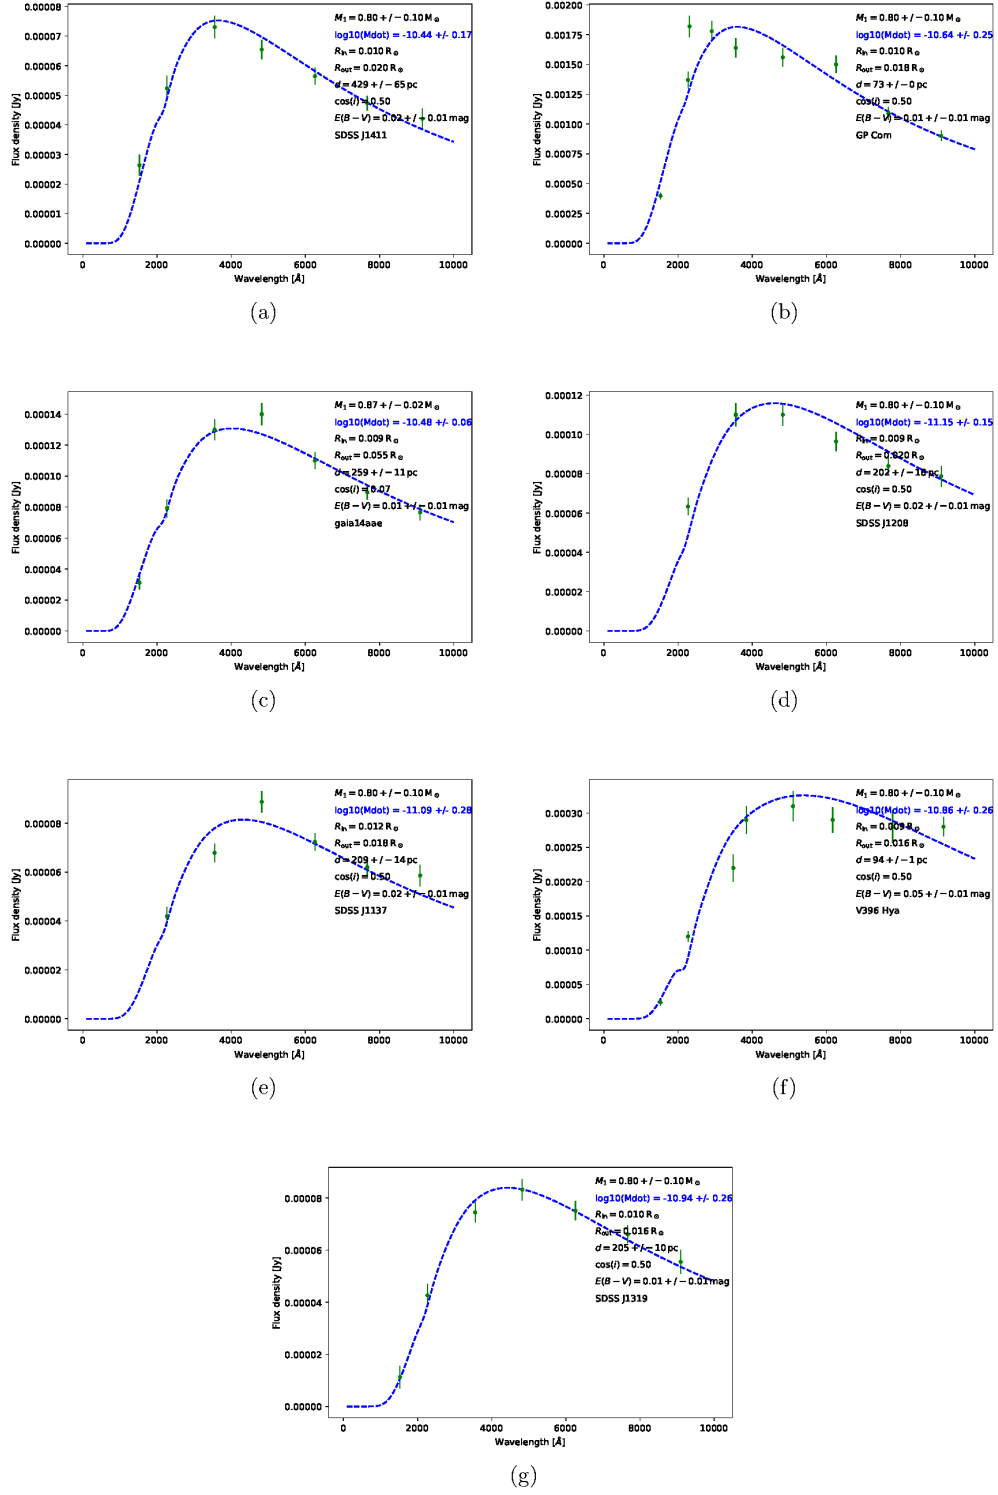 0.00008
0.00007
0.00006
0.00005
0.00004
0.00003
0.00002
0.00001
0.00000
Flux density [Jy]
0 2000 4000 6000 8000 10000
Wavelength [Å]
M₁ = 0.80 +/− 0.10 M⊙
log10(Mdot) = -10.44 +/- 0.17
R_in = 0.010 R⊙
R_out = 0.020 R⊙
d = 429 +/− 65 pc
cos(i) = 0.50
E(B − V) = 0.02 +/− 0.01 mag
SDSS J1411
(a)
0.00200
0.00175
0.00150
0.00125
0.00100
0.00075
0.00050
0.00025
0.00000
Flux density [Jy]
0 2000 4000 6000 8000 10000
Wavelength [Å]
M₁ = 0.80 +/− 0.10 M⊙
log10(Mdot) = -10.64 +/- 0.25
R_in = 0.010 R⊙
R_out = 0.018 R⊙
d = 73 +/− 0 pc
cos(i) = 0.50
E(B − V) = 0.01 +/− 0.01 mag
GP Com
(b)
0.00014
0.00012
0.00010
0.00008
0.00006
0.00004
0.00002
0.00000
Flux density [Jy]
0 2000 4000 6000 8000 10000
Wavelength [Å]
M₁ = 0.87 +/− 0.02 M⊙
log10(Mdot) = -10.48 +/- 0.06
R_in = 0.009 R⊙
R_out = 0.055 R⊙
d = 259 +/− 11 pc
cos(i) = 0.07
E(B − V) = 0.01 +/− 0.01 mag
gaia14aae
(c)
0.00012
0.00010
0.00008
0.00006
0.00004
0.00002
0.00000
Flux density [Jy]
0 2000 4000 6000 8000 10000
Wavelength [Å]
M₁ = 0.80 +/− 0.10 M⊙
log10(Mdot) = -11.15 +/- 0.15
R_in = 0.009 R⊙
R_out = 0.020 R⊙
d = 202 +/− 18 pc
cos(i) = 0.50
E(B − V) = 0.02 +/− 0.01 mag
SDSS J1208
(d)
0.00008
0.00006
0.00004
0.00002
0.00000
Flux density [Jy]
0 2000 4000 6000 8000 10000
Wavelength [Å]
M₁ = 0.80 +/− 0.10 M⊙
log10(Mdot) = -11.09 +/- 0.28
R_in = 0.012 R⊙
R_out = 0.018 R⊙
d = 209 +/− 14 pc
cos(i) = 0.50
E(B − V) = 0.02 +/− 0.01 mag
SDSS J1137
(e)
0.00030
0.00025
0.00020
0.00015
0.00010
0.00005
0.00000
Flux density [Jy]
0 2000 4000 6000 8000 10000
Wavelength [Å]
M₁ = 0.80 +/− 0.10 M⊙
log10(Mdot) = -10.86 +/- 0.26
R_in = 0.009 R⊙
R_out = 0.016 R⊙
d = 94 +/− 1 pc
cos(i) = 0.50
E(B − V) = 0.05 +/− 0.01 mag
V396 Hya
(f)
0.00008
0.00006
0.00004
0.00002
0.00000
Flux density [Jy]
0 2000 4000 6000 8000 10000
Wavelength [Å]
M₁ = 0.80 +/− 0.10 M⊙
log10(Mdot) = -10.94 +/- 0.26
R_in = 0.010 R⊙
R_out = 0.016 R⊙
d = 205 +/− 10 pc
cos(i) = 0.50
E(B − V) = 0.01 +/− 0.01 mag
SDSS J1319
(g)